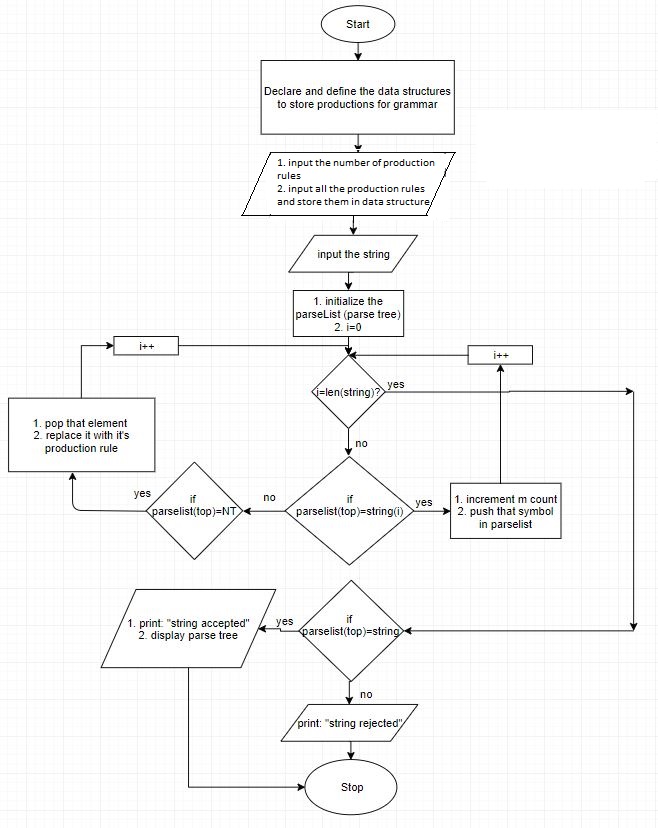 Start
Declare and define the data structures
to store productions for grammar
1. input the number of production
rules
2. input all the production rules
and store them in data structure
input the string
1. initialize the
parseList (parse tree)
2. i=0
i++
i++
i=len(string)?
yes
no
1. pop that element
2. replace it with it's
production rule
yes
if
parselist(top)=NT
no
if
parselist(top)=string(i)
yes
1. increment m count
2. push that symbol
in parselist
1. print: "string accepted"
2. display parse tree
yes
if
parselist(top)=string
no
print: "string rejected"
Stop